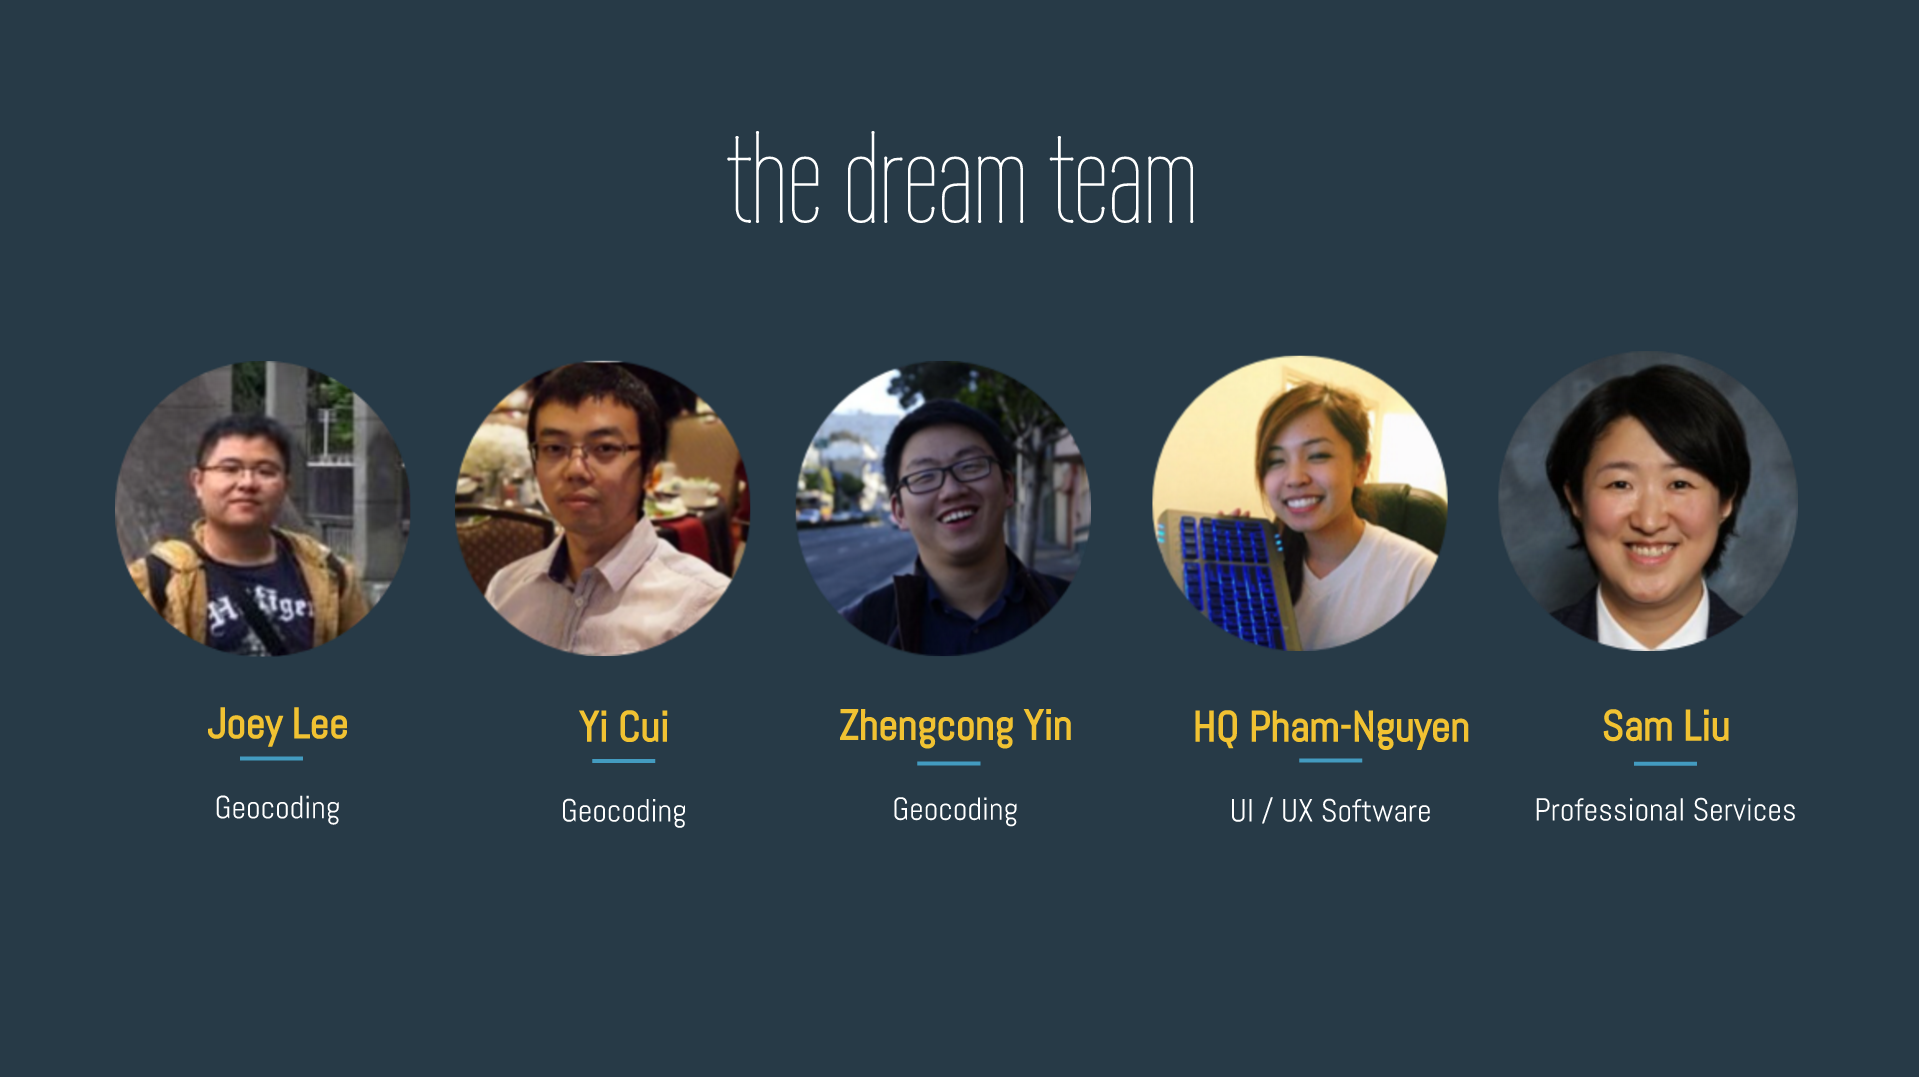 the dream team
Joey Lee
Yi Cui
Zhengcong Yin
HQ Pham-Nguyen
Sam Liu
Geocoding
Geocoding
Geocoding
UI / UX Software
Professional Services